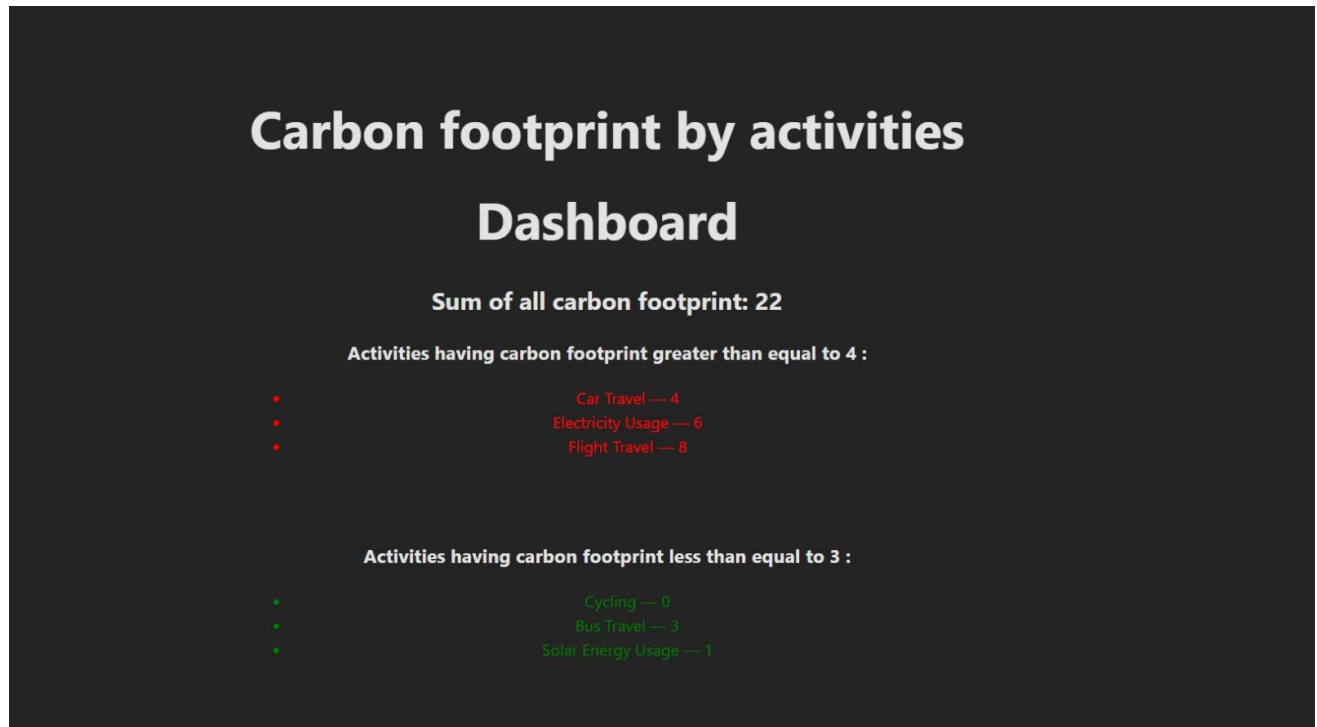 Carbon footprint by activities
Dashboard
Sum of all carbon footprint: 22
Activities having carbon footprint greater than equal to 4 :
• Car Travel — 4
• Electricity Usage — 6
• Flight Travel — 8
Activities having carbon footprint less than equal to 3 :
• Cycling — 0
• Bus Travel — 3
• Solar Energy Usage — 1